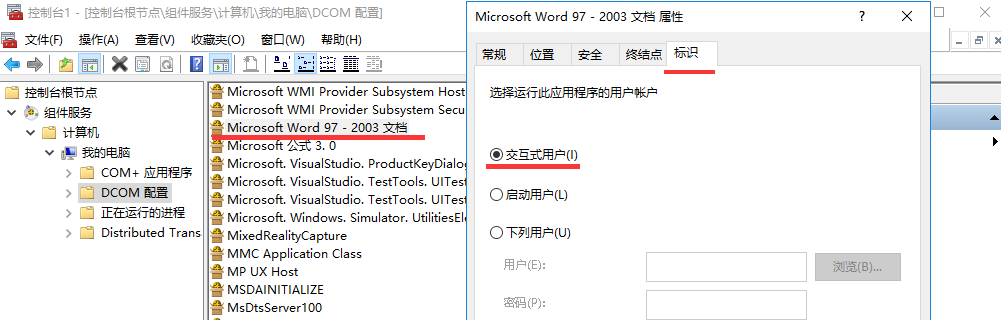 控制台1 - [控制台根节点\组件服务\计算机\我的电脑\DCOM 配置]
文件(F) 操作(A) 查看(V) 收藏夹(O) 窗口(W) 帮助(H)
控制台根节点
组件服务
计算机
我的电脑
COM+ 应用程序
DCOM 配置
正在运行的进程
Distributed Trans
Microsoft WMI Provider Subsystem Host
Microsoft WMI Provider Subsystem Secu
Microsoft Word 97 - 2003 文档
Microsoft 公式 3. 0
Microsoft. VisualStudio. ProductKeyDialog
Microsoft. VisualStudio. TestTools. UITest
Microsoft. VisualStudio. TestTools. UITest
Microsoft. Windows. Simulator. UtilitiesEle
MixedRealityCapture
MMC Application Class
MP UX Host
MSDAINITIALIZE
MsDtsServer100
Microsoft Word 97 - 2003 文档 属性
常规 位置 安全 终结点 标识
选择运行此应用程序的用户帐户
交互式用户(I)
启动用户(L)
下列用户(U)
用户(E):
浏览(B)...
密码(P):